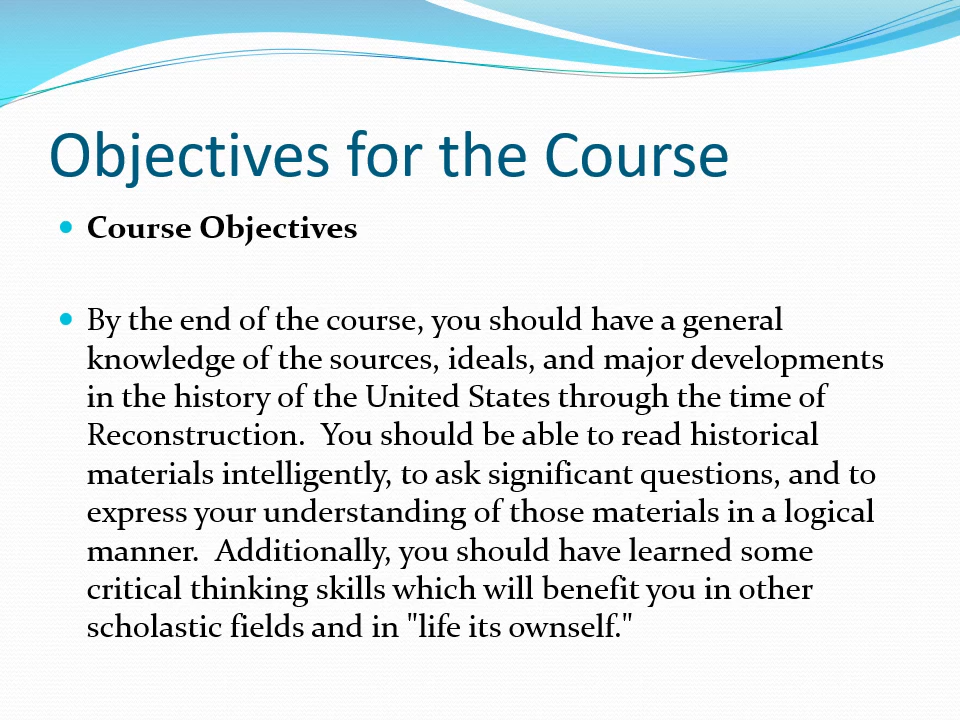 Objectives for the Course
Course Objectives
By the end of the course, you should have a general
knowledge of the sources, ideals, and major developments
in the history of the United States through the time of
Reconstruction.  You should be able to read historical
materials intelligently, to ask significant questions, and to
express your understanding of those materials in a logical
manner.  Additionally, you should have learned some
critical thinking skills which will benefit you in other
scholastic fields and in "life its ownself."